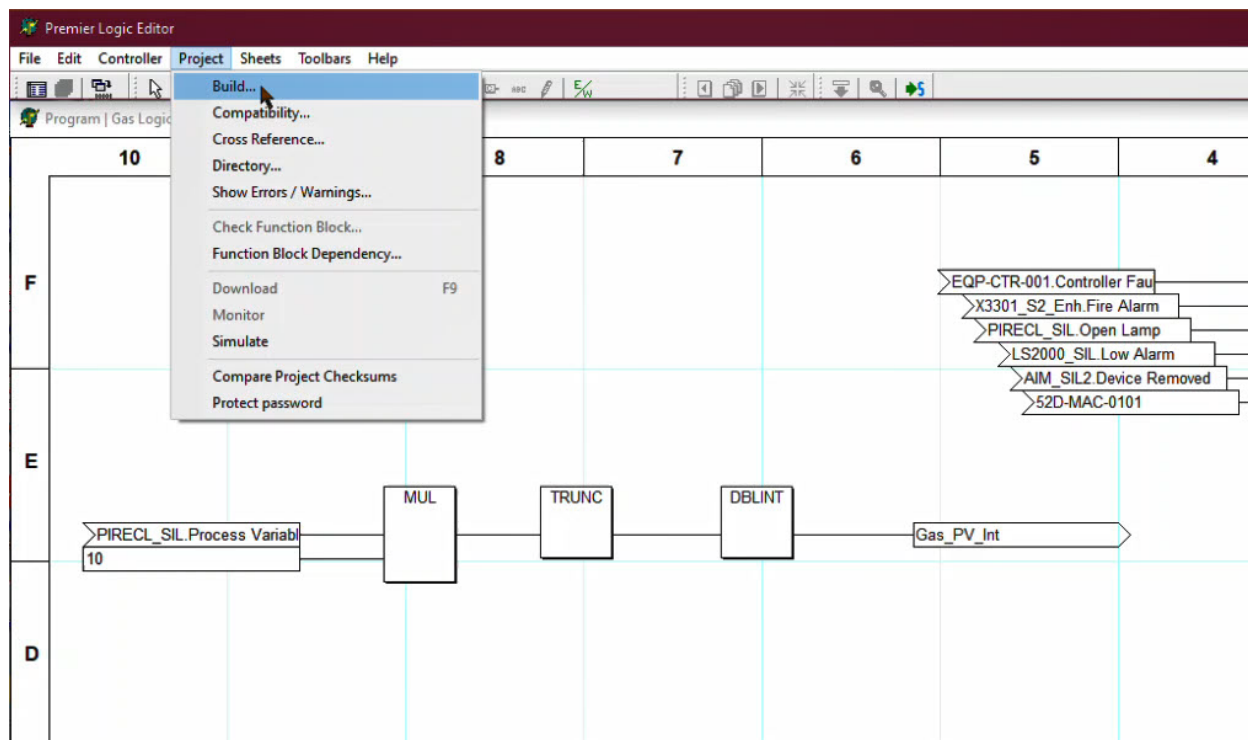 Premier Logic Editor
File Edit Controller Project Sheets Toolbars Help
Build...
Compatibility...
Cross Reference...
Directory...
Show Errors / Warnings...
Check Function Block...
Function Block Dependency...
Download F9
Monitor
Simulate
Compare Project Checksums
Protect password
ABC E/W S
Program | Gas Logic
10 8 7 6 5 4
F
EQP-CTR-001.Controller Fau
X3301_S2_Enh.Fire Alarm
PIRECL_SIL.Open Lamp
LS2000_SIL.Low Alarm
AIM_SIL2.Device Removed
52D-MAC-0101
E
MUL TRUNC DBLINT
PIRECL_SIL.Process Variabl
10
Gas_PV_Int
D